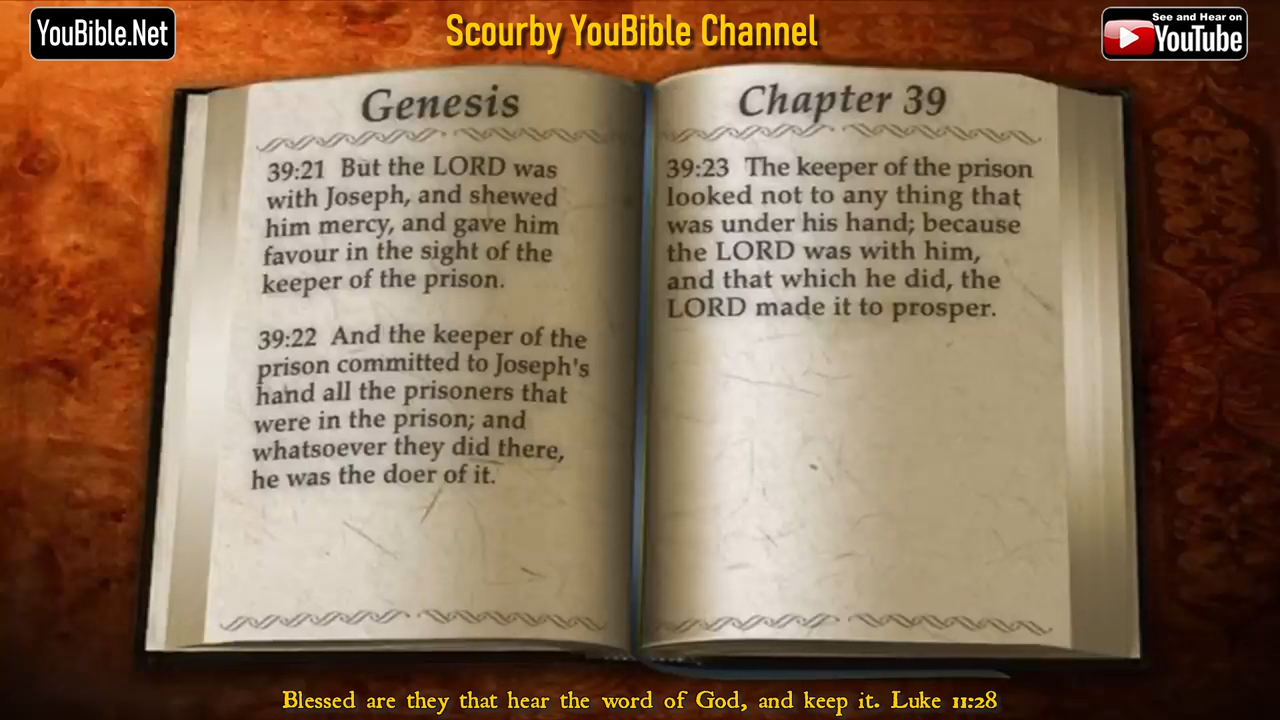 YouBible.Net
Scourby YouBible Channel
See and Hear on
YouTube
Genesis
39:21 But the LORD was
with Joseph, and shewed
him mercy, and gave him
favour in the sight of the
keeper of the prison.
39:22 And the keeper of the
prison committed to Joseph's
hand all the prisoners that
were in the prison; and
whatsoever they did there,
he was the doer of it.
Chapter 39
39:23 The keeper of the prison
looked not to any thing that
was under his hand; because
the LORD was with him,
and that which he did, the
LORD made it to prosper.
Blessed are they that hear the word of God, and keep it. Luke 11:28